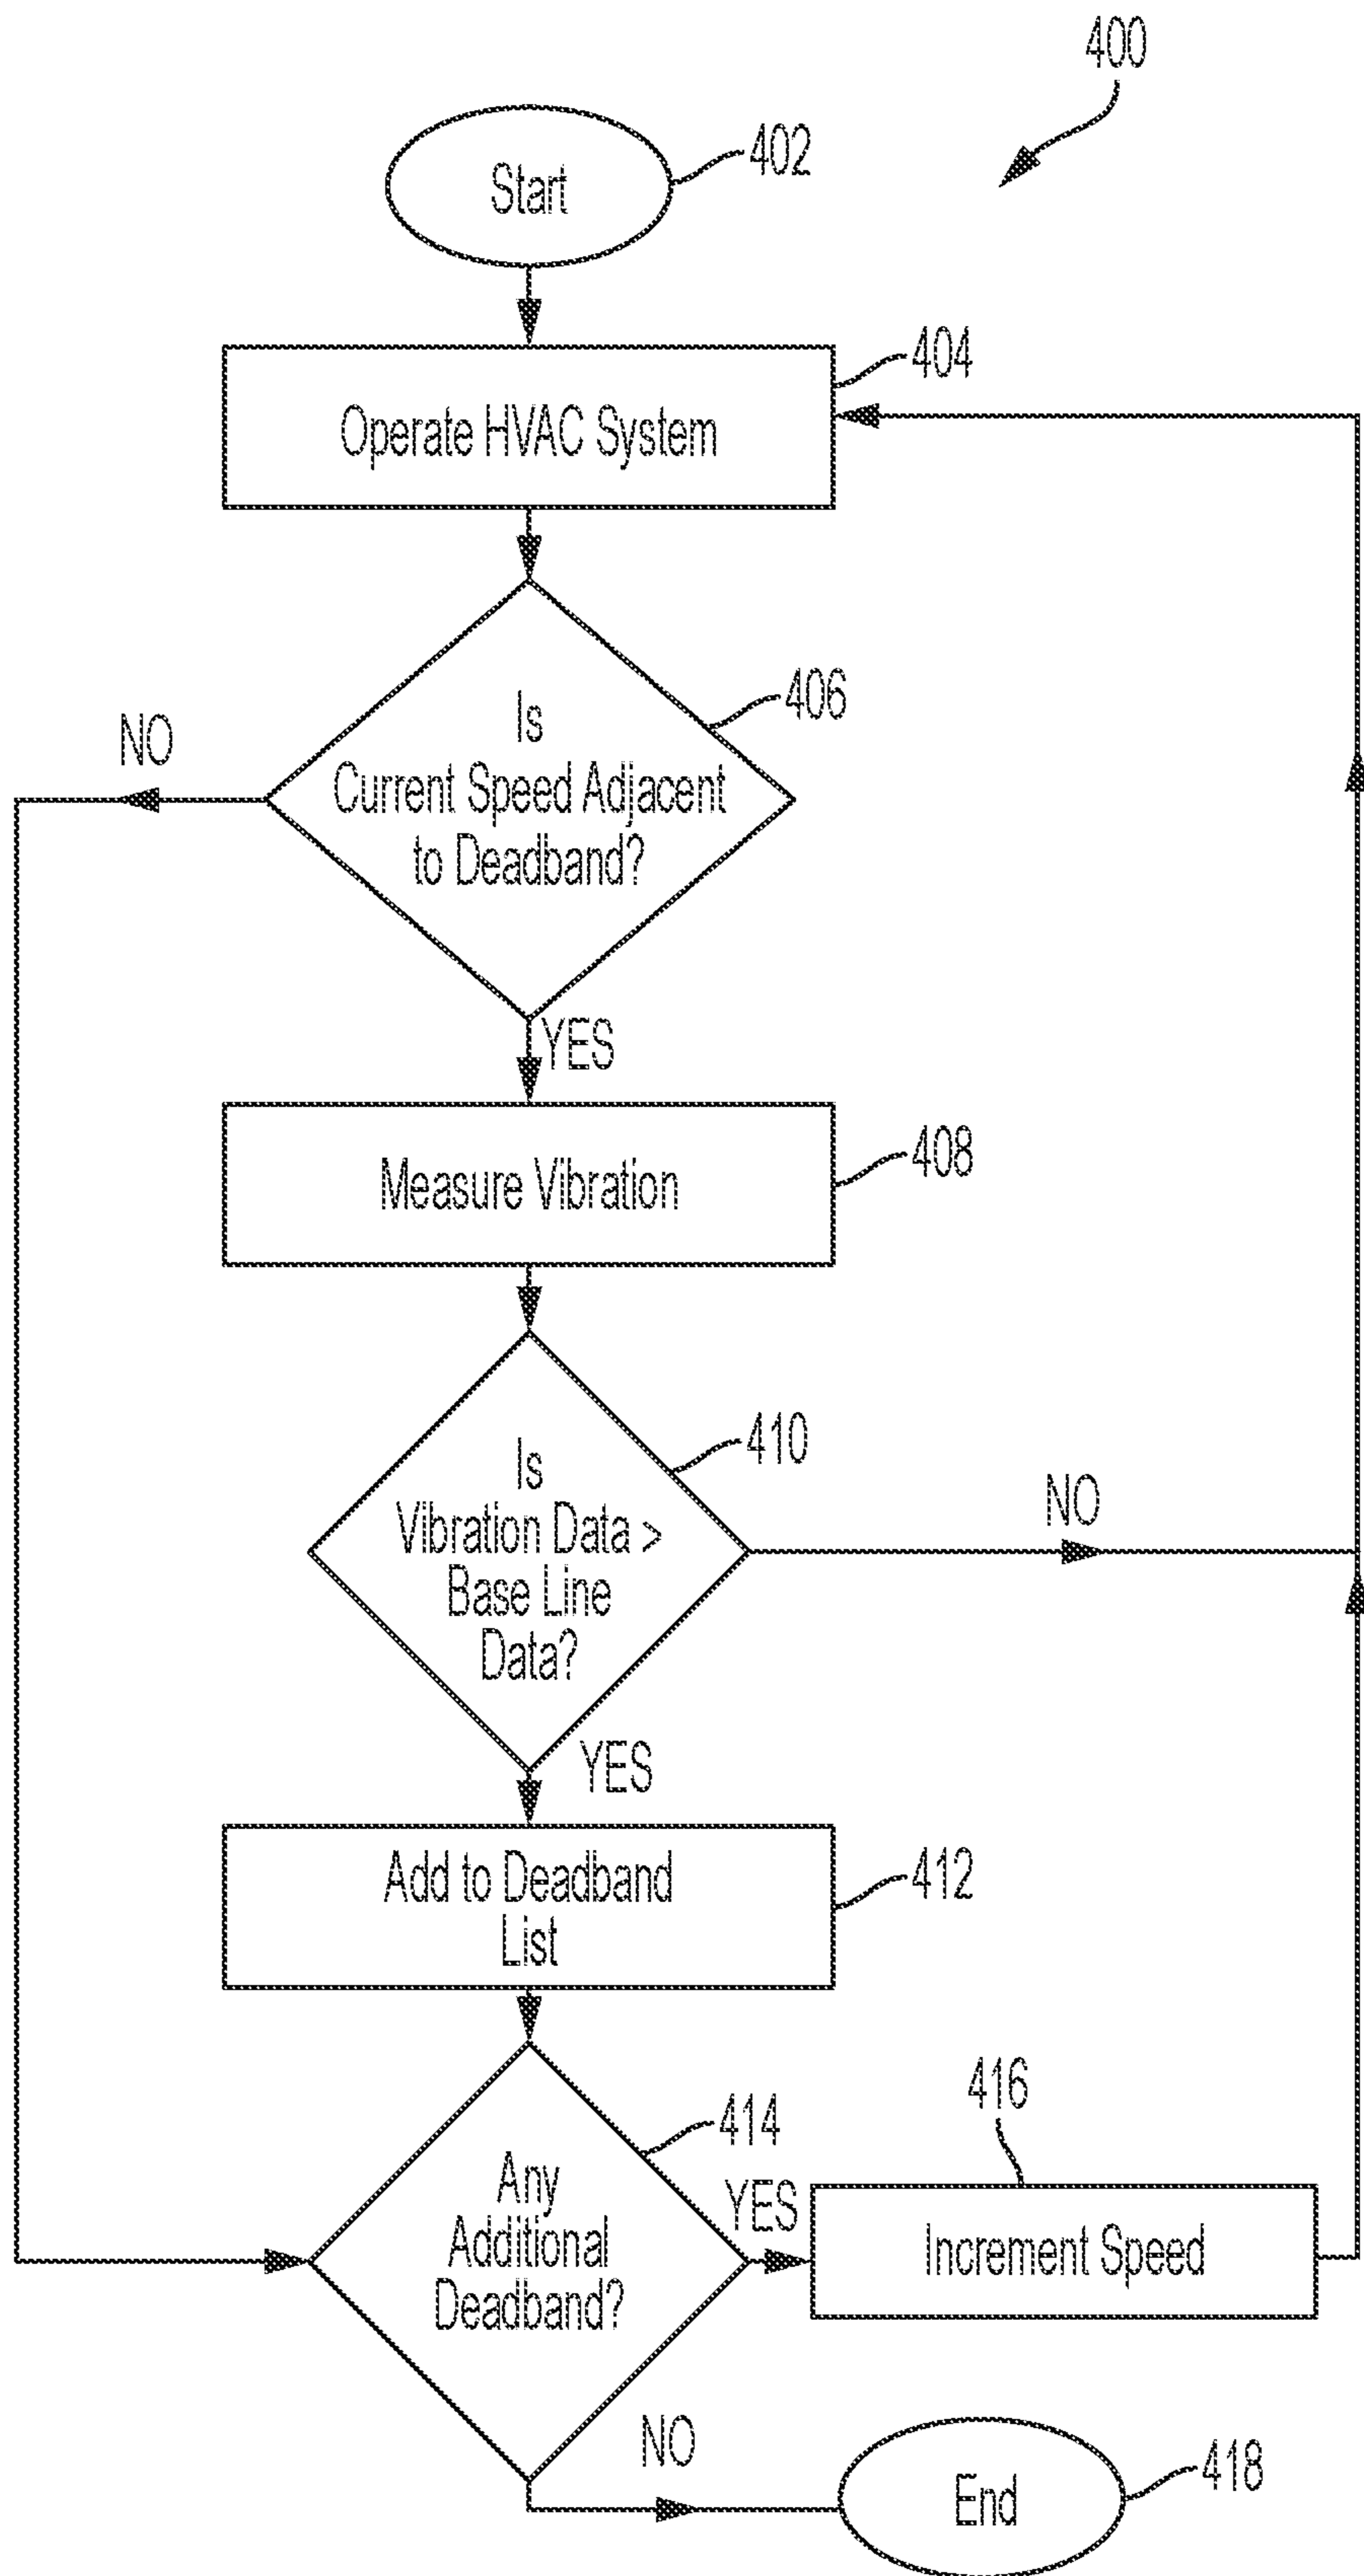 400
Start
402
Operate HVAC System
404
Is
Current Speed Adjacent
to Deadband?
406
NO
YES
Measure Vibration
408
Is
Vibration Data >
Base Line
Data?
410
NO
YES
Add to Deadband
List
412
Any
Additional
Deadband?
414
YES
416
Increment Speed
NO
End
418